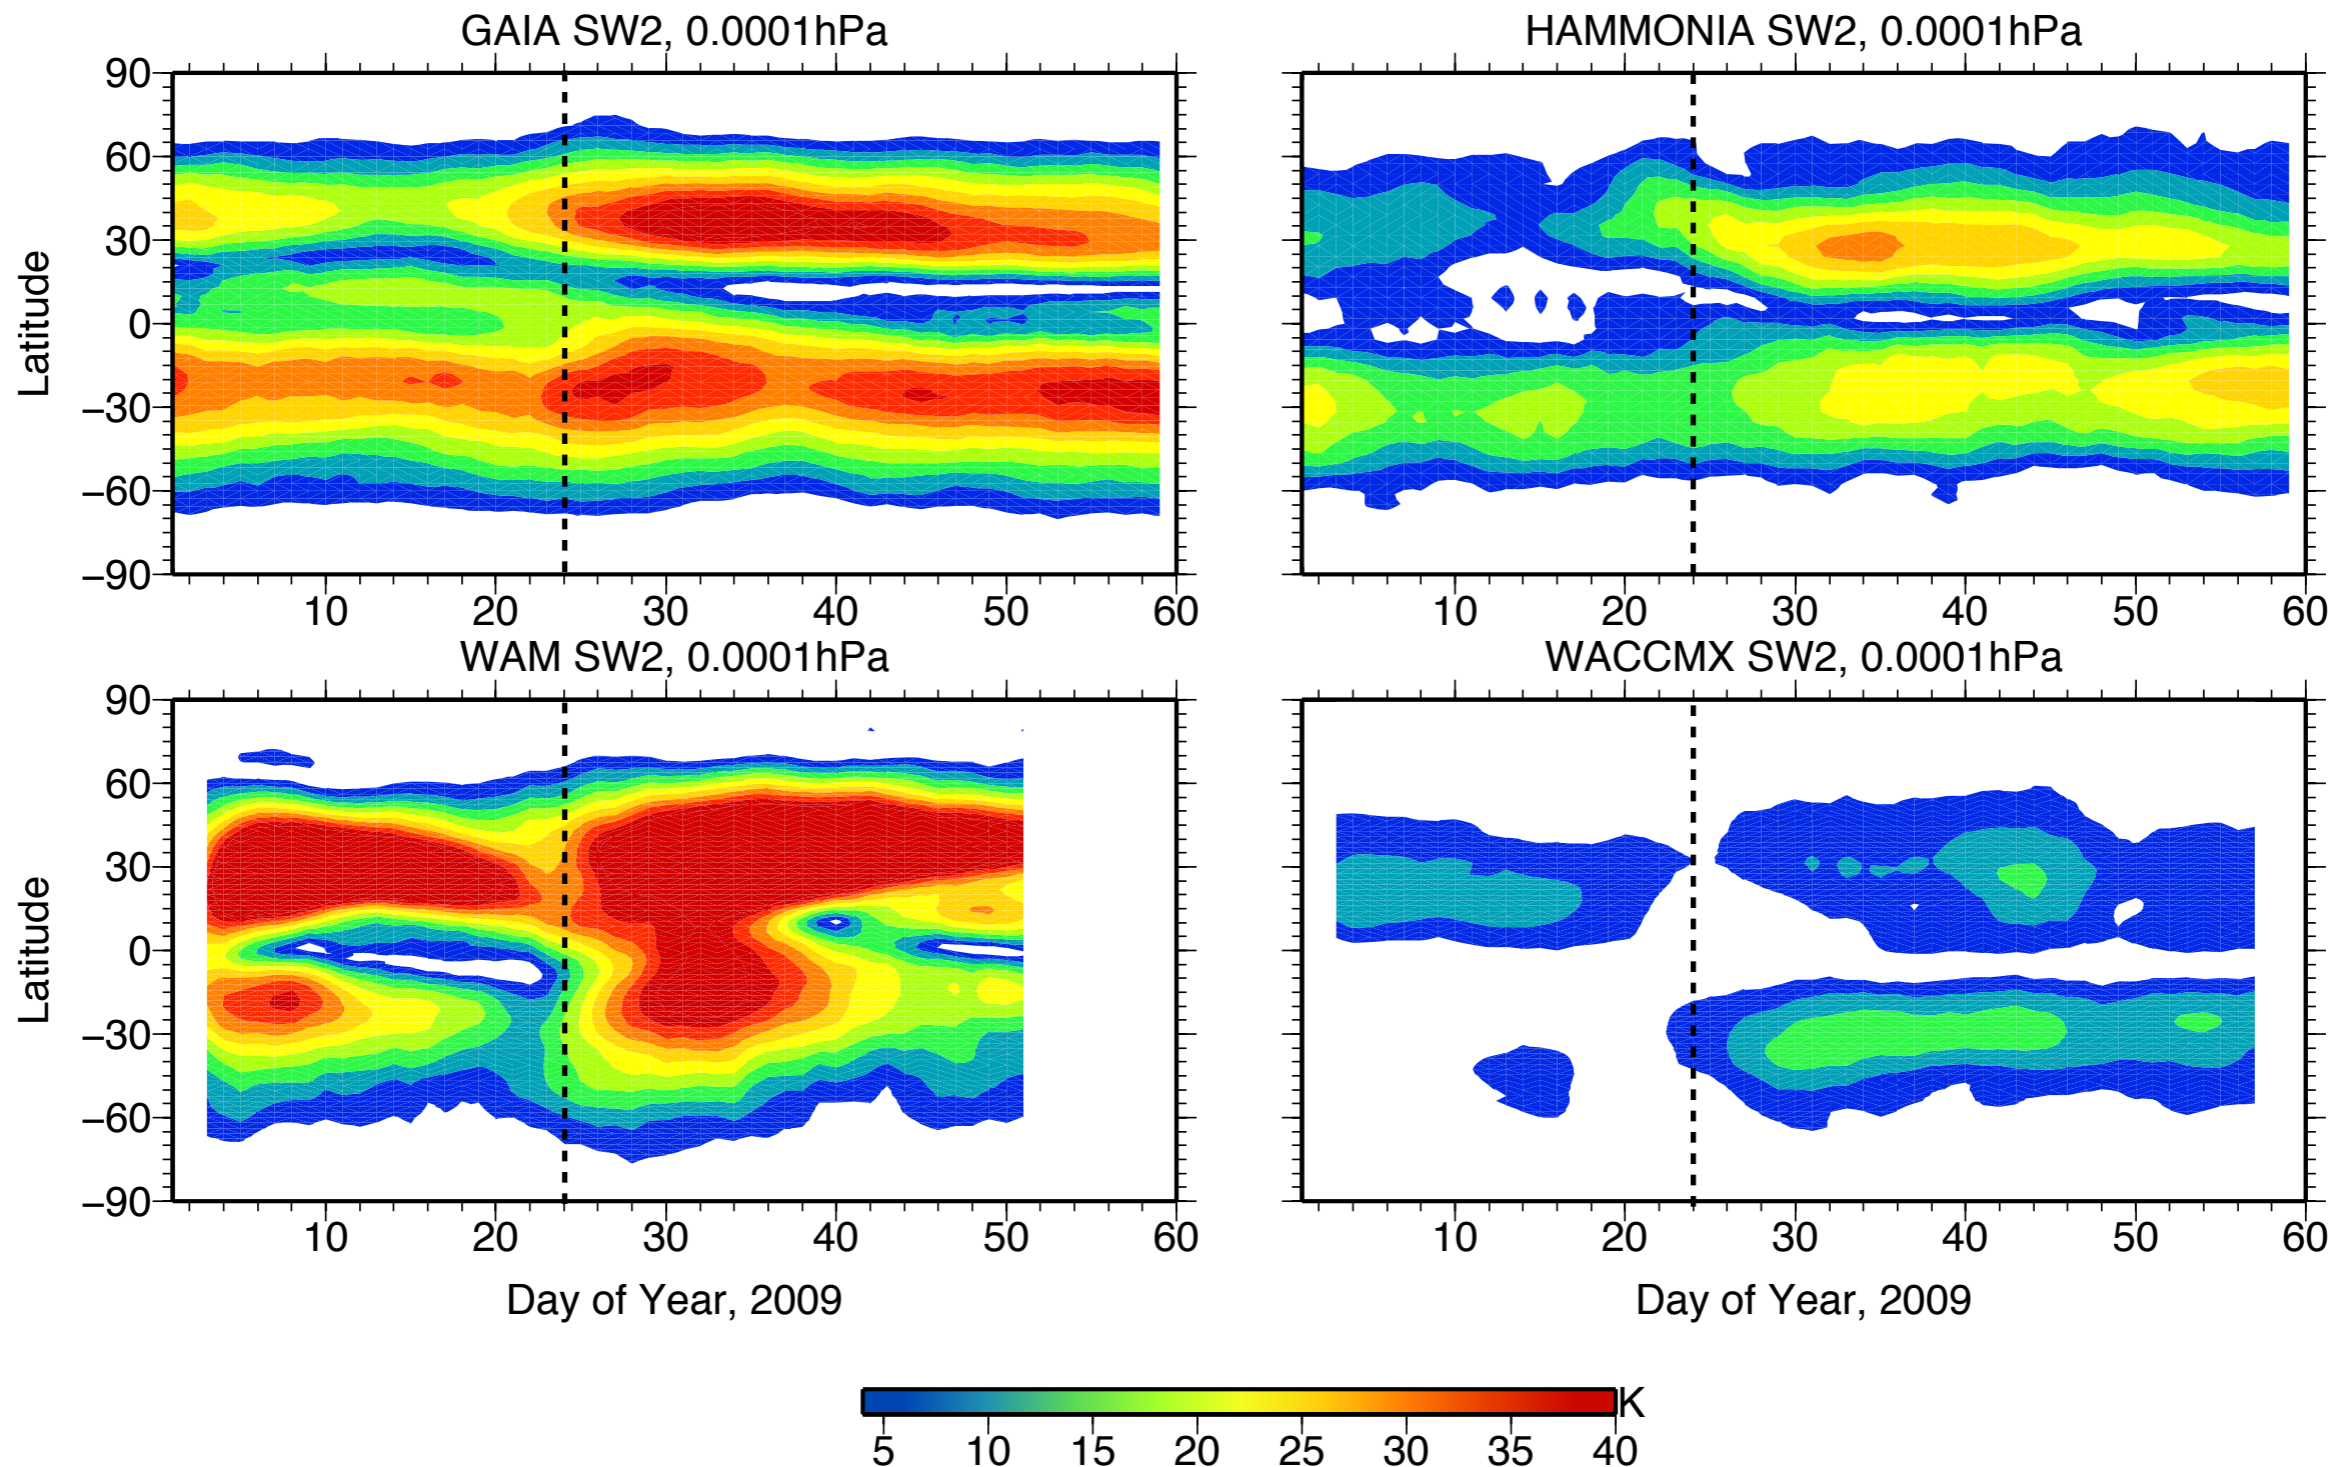 GAIA SW2, 0.0001hPa
HAMMONIA SW2, 0.0001hPa
90
60
30
0
−30
−60
−90
Latitude
10 20 30 40 50 60
10 20 30 40 50 60
WAM SW2, 0.0001hPa
WACCMX SW2, 0.0001hPa
90
60
30
0
−30
−60
−90
Latitude
10 20 30 40 50 60
10 20 30 40 50 60
Day of Year, 2009
Day of Year, 2009
K
5 10 15 20 25 30 35 40